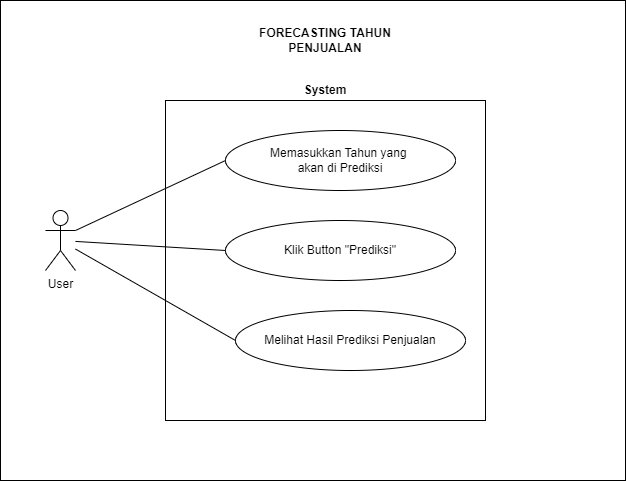 FORECASTING TAHUN
PENJUALAN
System
Memasukkan Tahun yang
akan di Prediksi
Klik Button "Prediksi"
User
Melihat Hasil Prediksi Penjualan